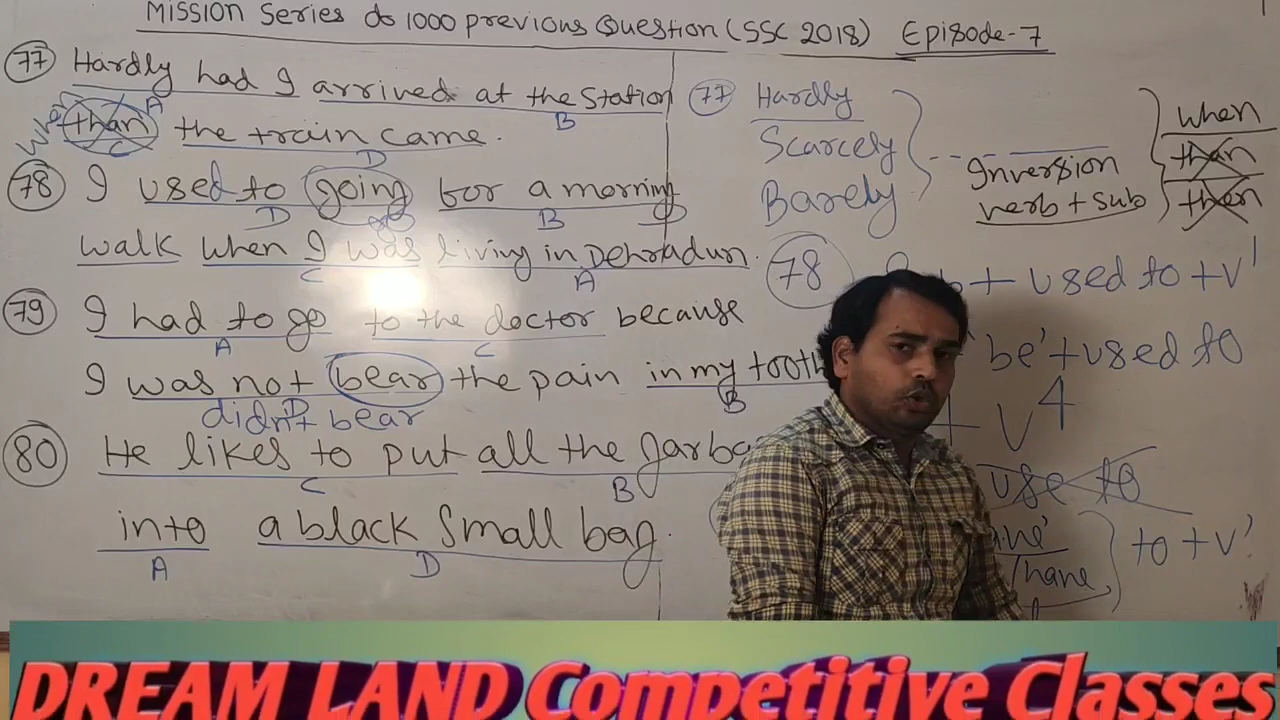 Mission Series do 1000 previous Question (SSC 2018) Episode-7
77 Hardly had I arrived at the Station
A
B
When than the train came.
C
D
78 I used to going for a morning
D
B
walk when I was living in Dehradun.
C
A
79 I had to go to the doctor because
A
C
I was not bear the pain in my tooth
D
B
didn't bear
80 He likes to put all the garba
C
B
into a black small bag.
A
D
77 Hardly
Scarcely
Barely
Inversion
verb + sub
when
than
then
78
+ used to + V1
be' + used to
+ V4
use to
/have
to + V1
DREAM LAND Competitive Classes